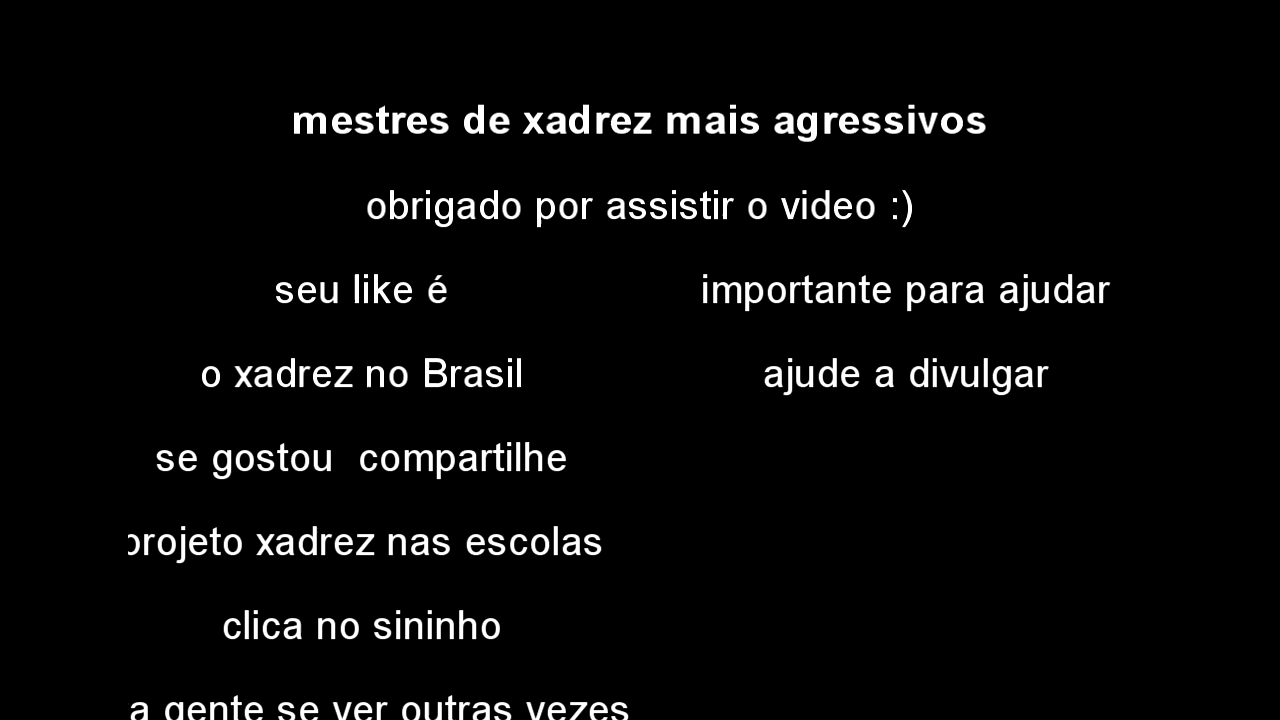 mestres de xadrez mais agressivos
obrigado por assistir o video :)
seu like é importante para ajudar
o xadrez no Brasil ajude a divulgar
se gostou compartilhe
projeto xadrez nas escolas
clica no sininho
a gente se ver outras vezes